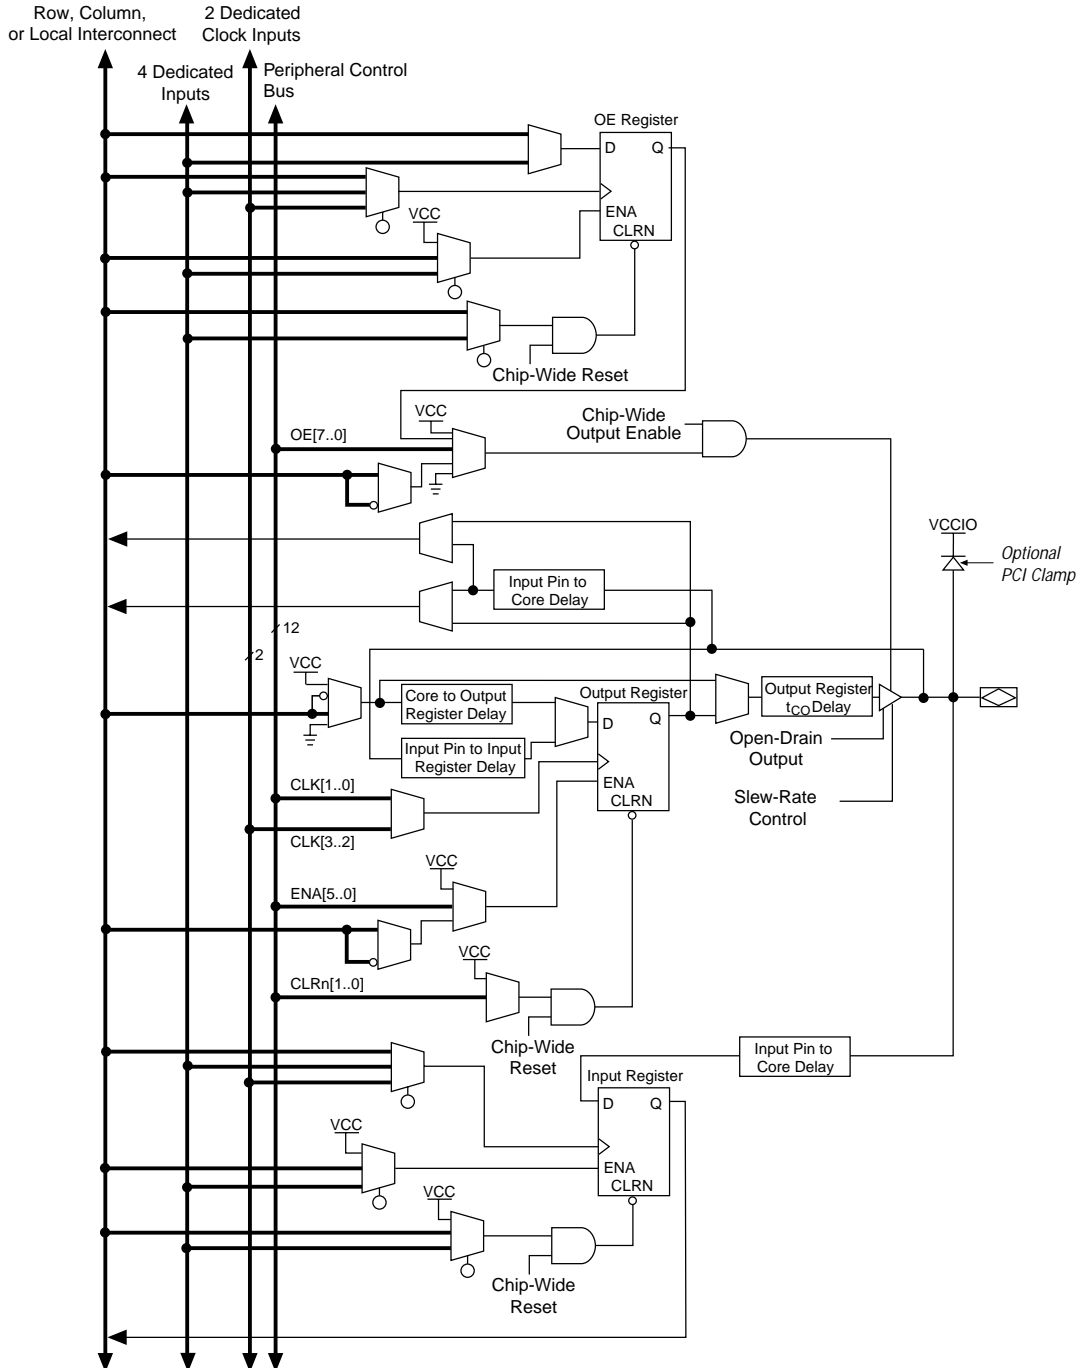 Row, Column,
or Local Interconnect
2 Dedicated
Clock Inputs
4 Dedicated
Inputs
Peripheral Control
Bus
OE Register
D
Q
ENA
CLRN
VCC
Chip-Wide Reset
VCC
OE[7..0]
Chip-Wide
Output Enable
VCCIO
Optional
PCI Clamp
Input Pin to
Core Delay
12
2
VCC
Core to Output
Register Delay
Input Pin to Input
Register Delay
Output Register
D
Q
ENA
CLRN
Output Register
tCO Delay
Open-Drain
Output
Slew-Rate
Control
CLK[1..0]
CLK[3..2]
VCC
ENA[5..0]
VCC
CLRn[1..0]
Chip-Wide
Reset
Input Pin to
Core Delay
Input Register
D
Q
ENA
CLRN
VCC
VCC
Chip-Wide
Reset